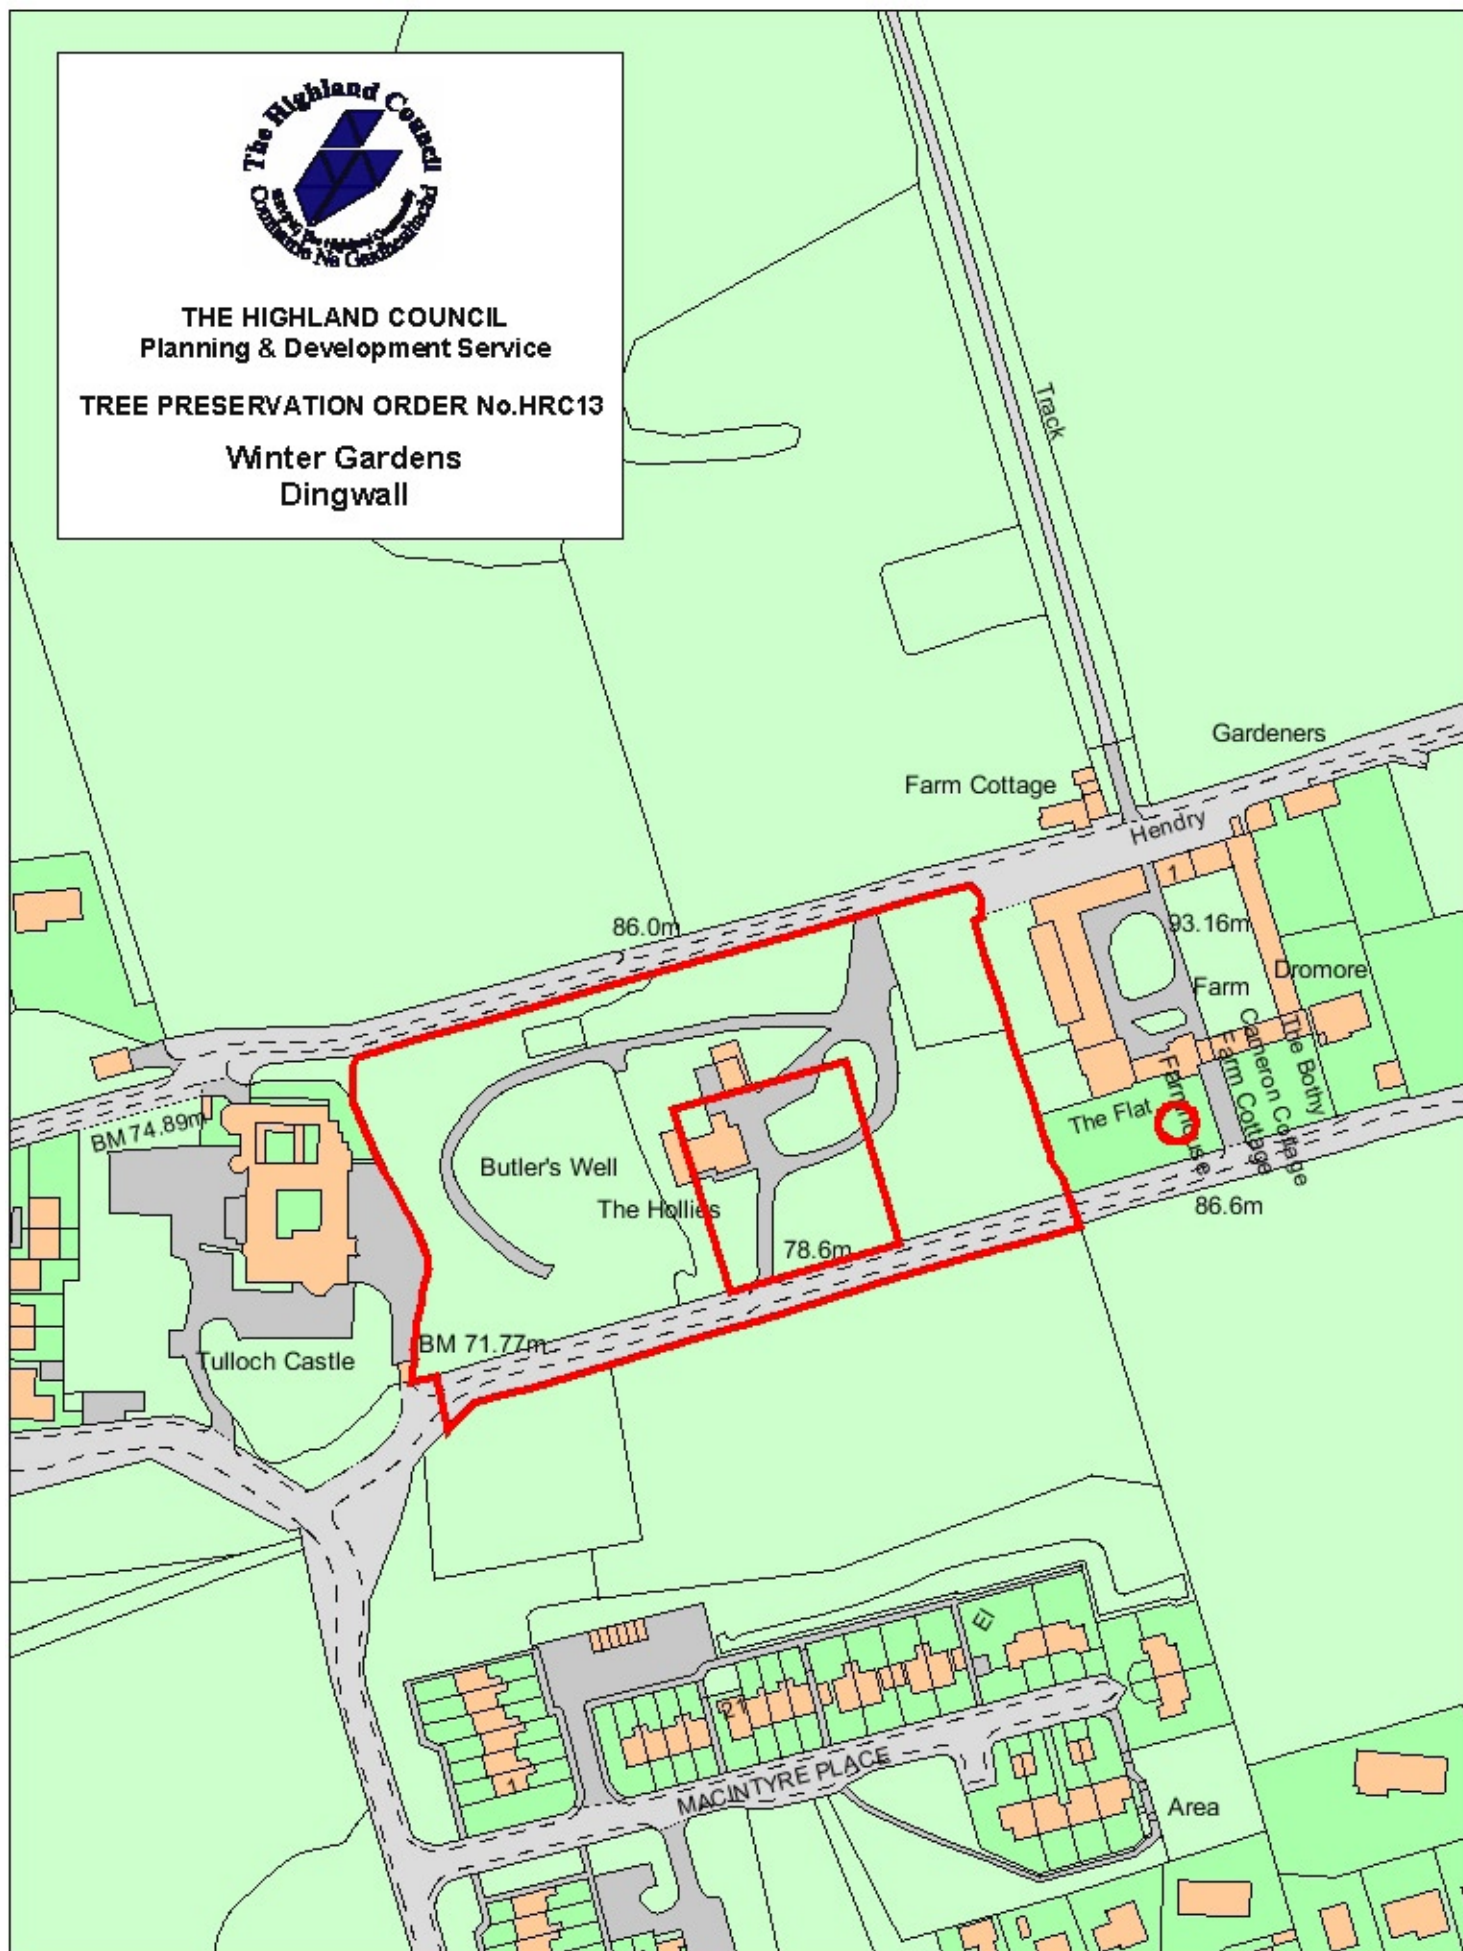 The Highland Council
Comhairle Na Gaidhealtachd
THE HIGHLAND COUNCIL
Planning & Development Service
TREE PRESERVATION ORDER No.HRC13
Winter Gardens
Dingwall
Track
Gardeners
Farm Cottage
Hendry
1
86.0m
93.16m
Dromore
Farm
BM 74.89m
The Flat
Farmhouse
Farm Cottage
Cameron Cottage
The Bothy
Butler's Well
The Hollies
86.6m
78.6m
BM 71.77m
Tulloch Castle
El
21
1
MACINTYRE PLACE
Area